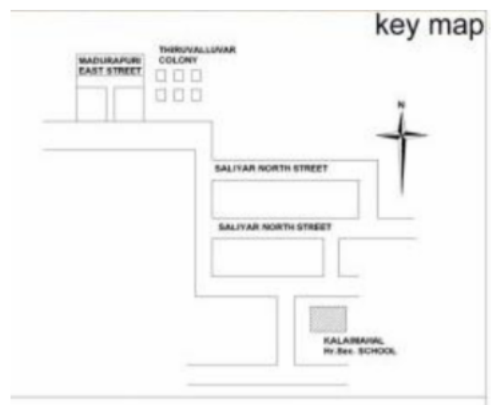 key map
THIRUVALLUVAR
COLONY
MADURAPURI
EAST STREET
N
SALIYAR NORTH STREET
SALIYAR NORTH STREET
KALAIMAHAL
Hr.Sec. SCHOOL